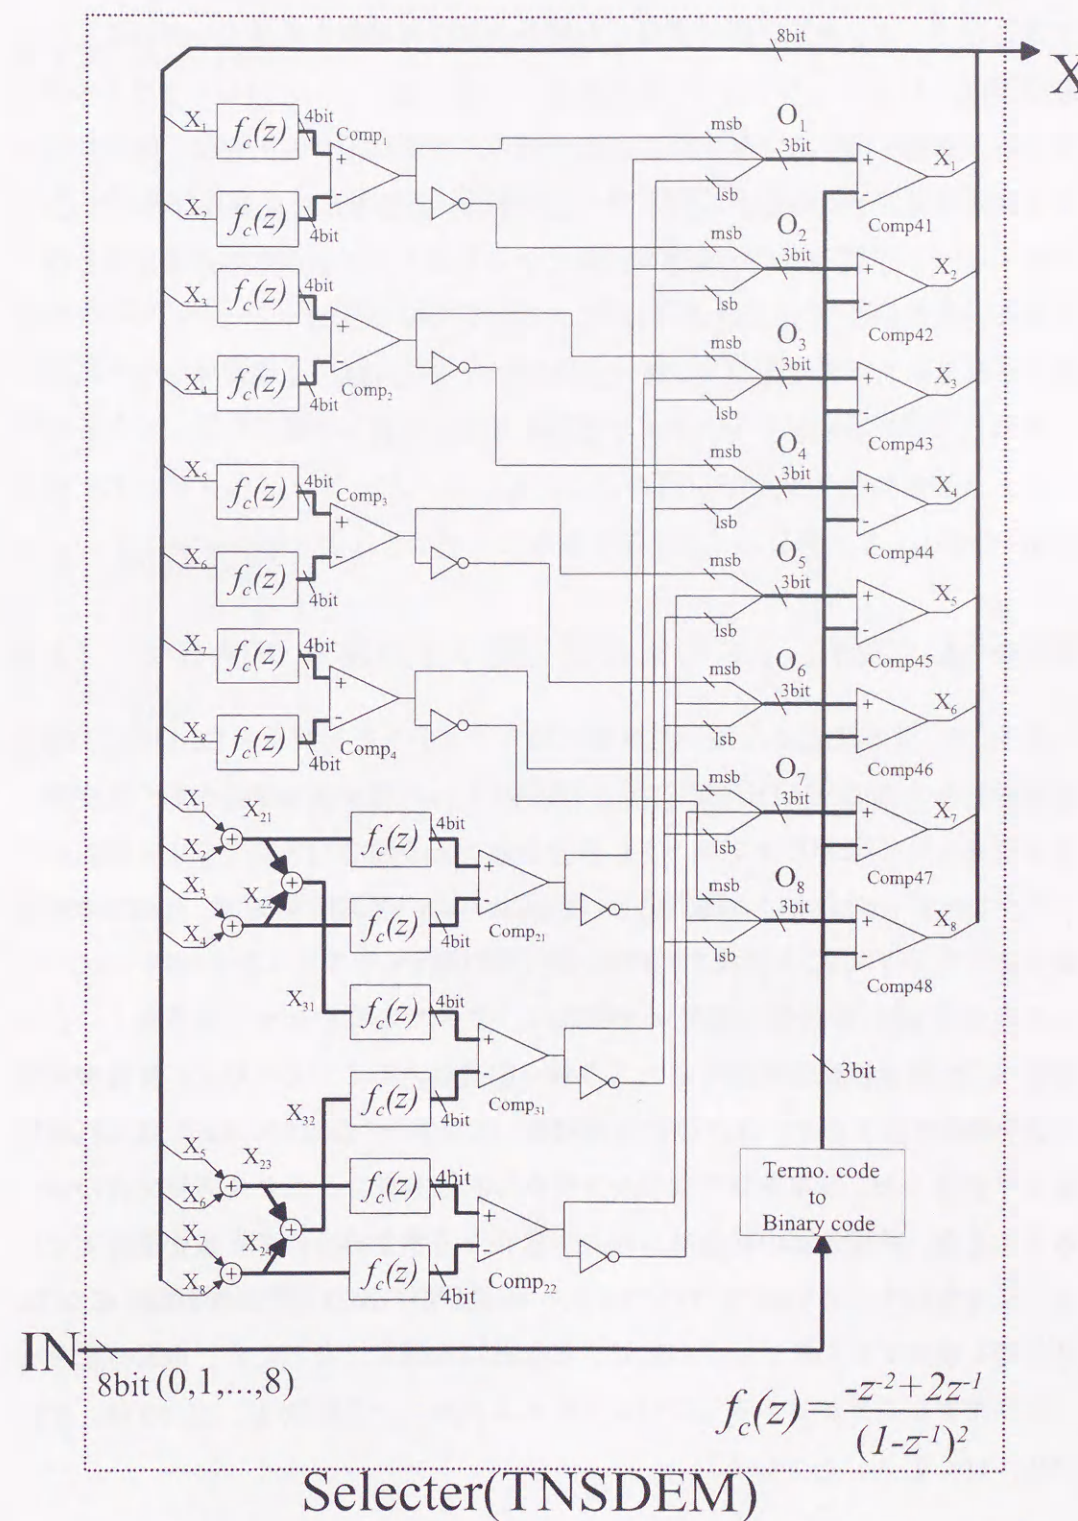 8bit
X
X1
fc(z)
4bit
Comp1
+
-
X2
fc(z)
4bit
X3
fc(z)
4bit
+
-
Comp2
X4
fc(z)
4bit
X5
fc(z)
4bit
Comp3
+
-
X6
fc(z)
4bit
X7
fc(z)
4bit
+
-
Comp4
X8
fc(z)
4bit
X1
X21
X2
+
fc(z)
4bit
+
-
Comp21
X3
X22
+
X4
+
fc(z)
4bit
X31
fc(z)
4bit
+
-
Comp31
X32
fc(z)
4bit
X5
X23
X6
+
fc(z)
4bit
+
-
Comp22
X7
X24
+
X8
+
fc(z)
4bit
msb
O1
3bit
lsb
+
-
X1
Comp41
msb
O2
3bit
lsb
+
-
X2
Comp42
msb
O3
3bit
lsb
+
-
X3
Comp43
msb
O4
3bit
lsb
+
-
X4
Comp44
msb
O5
3bit
lsb
+
-
X5
Comp45
msb
O6
3bit
lsb
+
-
X6
Comp46
msb
O7
3bit
lsb
+
-
X7
Comp47
msb
O8
3bit
lsb
+
-
X8
Comp48
3bit
Termo. code
to
Binary code
IN
8bit (0,1,...,8)
fc(z)= -z-2+2z-1
(1-z-1)2
Selecter(TNSDEM)